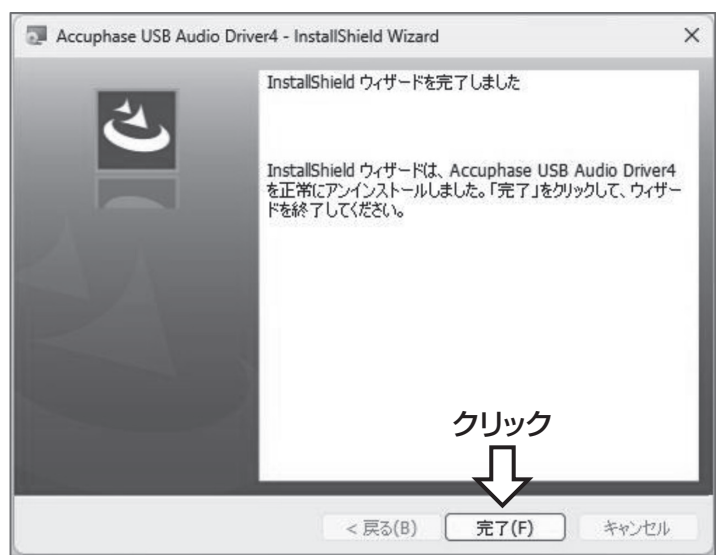 Accuphase USB Audio Driver4 - InstallShield Wizard
InstallShield ウィザードを完了しました
InstallShield ウィザードは、Accuphase USB Audio Driver4
を正常にアンインストールしました。「完了」をクリックして、ウィザー
ドを終了してください。
クリック
< 戻る(B)
完了(F)
キャンセル